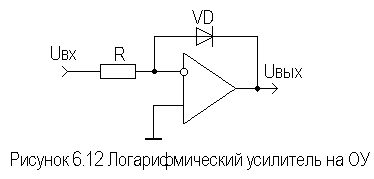 VD
Uвх
R
Uвых
Рисунок 6.12 Логарифмический усилитель на ОУ